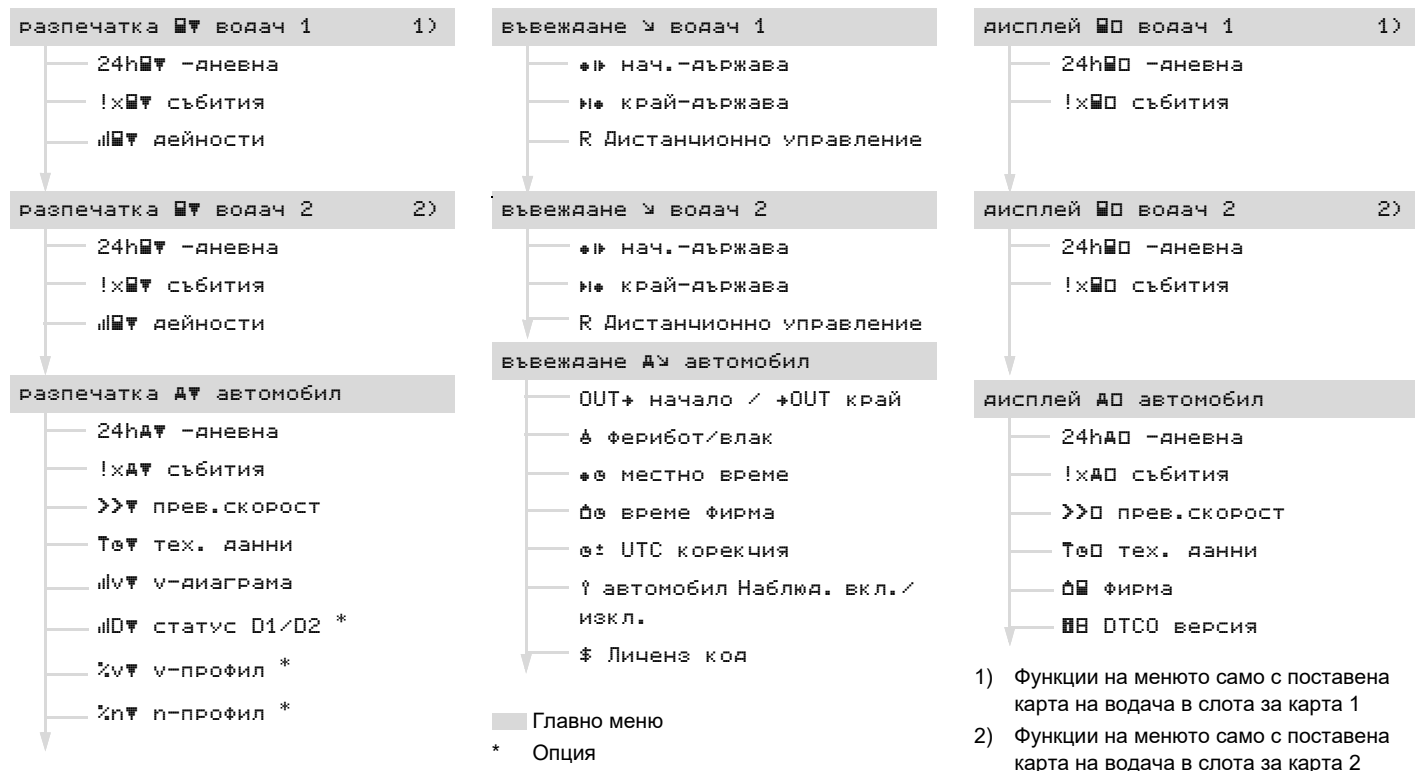 разпечатка водач 1 1)
24h -дневна
!x събития
дейности
разпечатка водач 2 2)
24h -дневна
!x събития
дейности
разпечатка автомобил
24h -дневна
!x събития
>> прев.скорост
T тех. данни
v v-диаграма
D статус D1/D2 *
%v v-профил *
%n n-профил *
въвеждане водач 1
нач.-държава
край-държава
R Дистанционно управление
въвеждане водач 2
нач.-държава
край-държава
R Дистанционно управление
въвеждане автомобил
OUT начало / OUT край
ферибот/влак
местно време
време фирма
UTC корекция
автомобил Наблюд. вкл./
изкл.
$ Лиценз код
Главно меню
* Опция
дисплей водач 1 1)
24h -дневна
!x събития
дисплей водач 2 2)
24h -дневна
!x събития
дисплей автомобил
24h -дневна
!x събития
>> прев.скорост
T тех. данни
фирма
DTCO версия
1) Функции на менюто само с поставена
карта на водача в слота за карта 1
2) Функции на менюто само с поставена
карта на водача в слота за карта 2